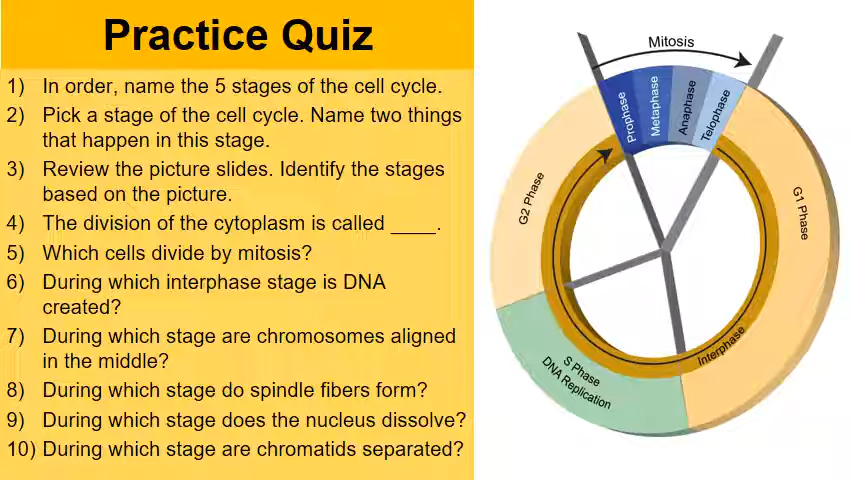 Practice Quiz
1) In order, name the 5 stages of the cell cycle.
2) Pick a stage of the cell cycle. Name two things
that happen in this stage.
3) Review the picture slides. Identify the stages
based on the picture.
4) The division of the cytoplasm is called ____.
5) Which cells divide by mitosis?
6) During which interphase stage is DNA
created?
7) During which stage are chromosomes aligned
in the middle?
8) During which stage do spindle fibers form?
9) During which stage does the nucleus dissolve?
10) During which stage are chromatids separated?
Mitosis
Prophase
Metaphase
Anaphase
Telophase
G2 Phase
G1 Phase
Interphase
S Phase
DNA Replication